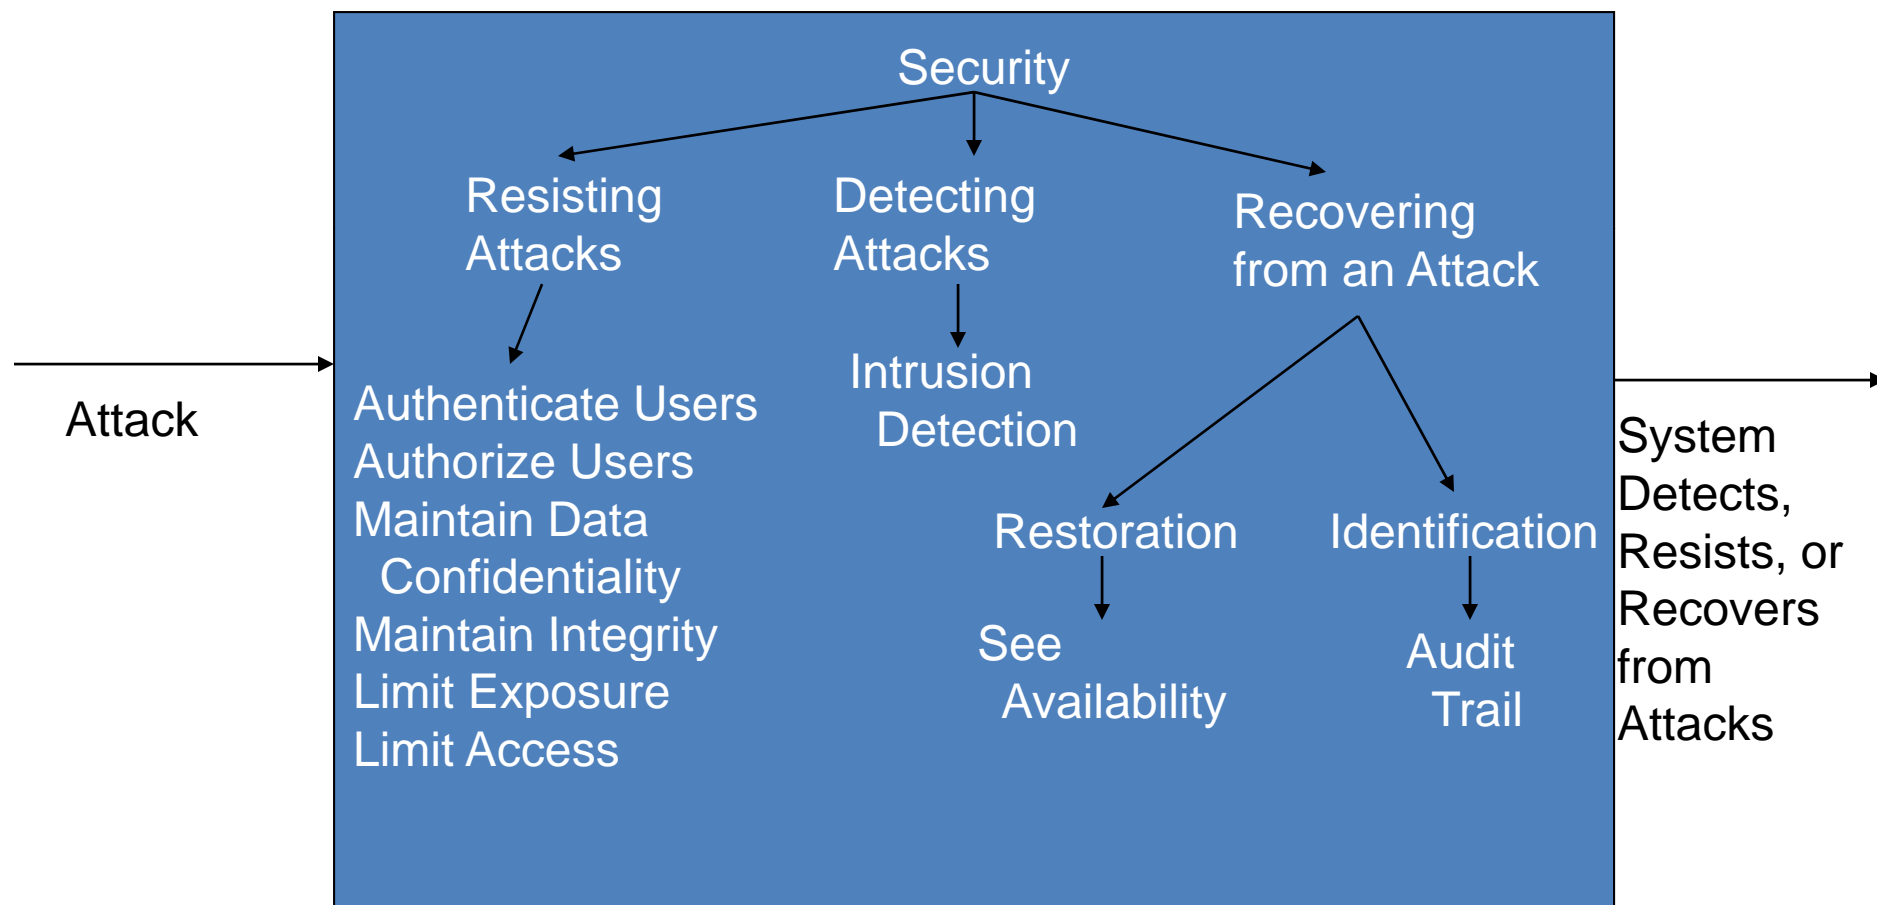 Security
Resisting
Attacks
Detecting
Attacks
Recovering
from an Attack
Attack
Authenticate Users
Authorize Users
Maintain Data
Confidentiality
Maintain Integrity
Limit Exposure
Limit Access
Intrusion
Detection
Restoration
Identification
See
Availability
Audit
Trail
System
Detects,
Resists, or
Recovers
from
Attacks